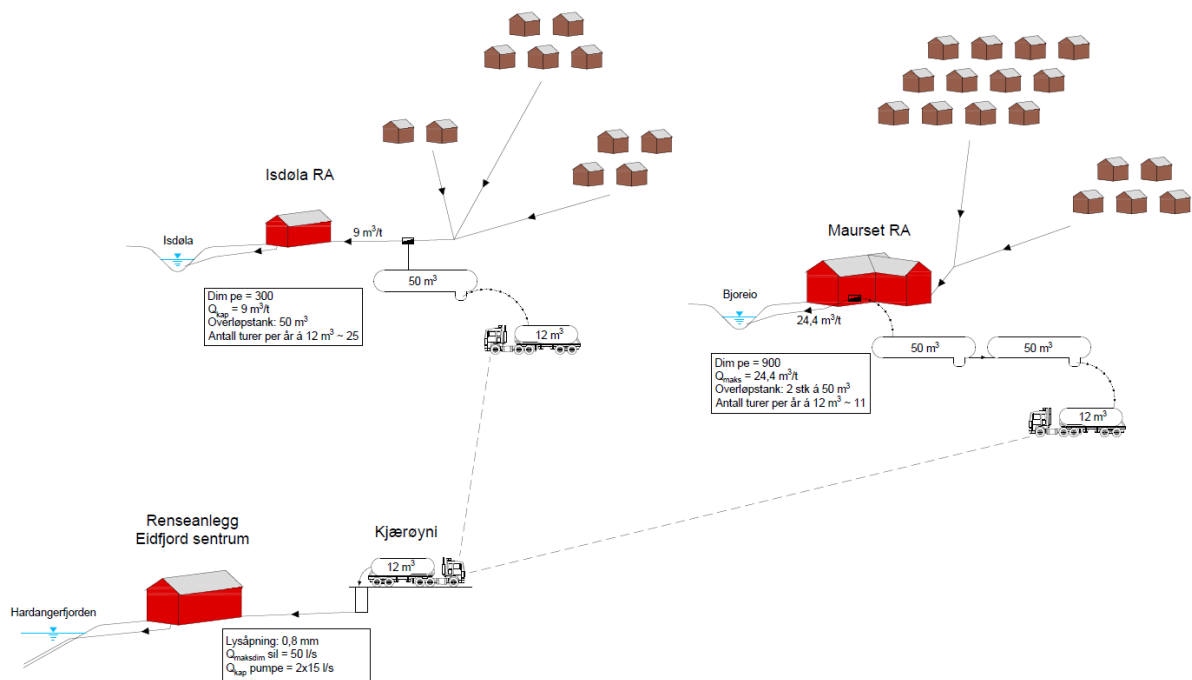 Isdøla RA
Isdøla
9 m³/t
50 m³
Dim pe = 300
Qkap = 9 m³/t
Overløpstank: 50 m³
Antall turer per år á 12 m³ ~ 25
12 m³
Maurset RA
Bjoreio
24,4 m³/t
50 m³
50 m³
Dim pe = 900
Qmaks = 24,4 m³/t
Overløpstank: 2 stk á 50 m³
Antall turer per år á 12 m³ ~ 11
12 m³
Renseanlegg
Eidfjord sentrum
Kjærøyni
12 m³
Hardangerfjorden
Lysåpning: 0,8 mm
Qmaksdim sil = 50 l/s
Qkap pumpe = 2x15 l/s